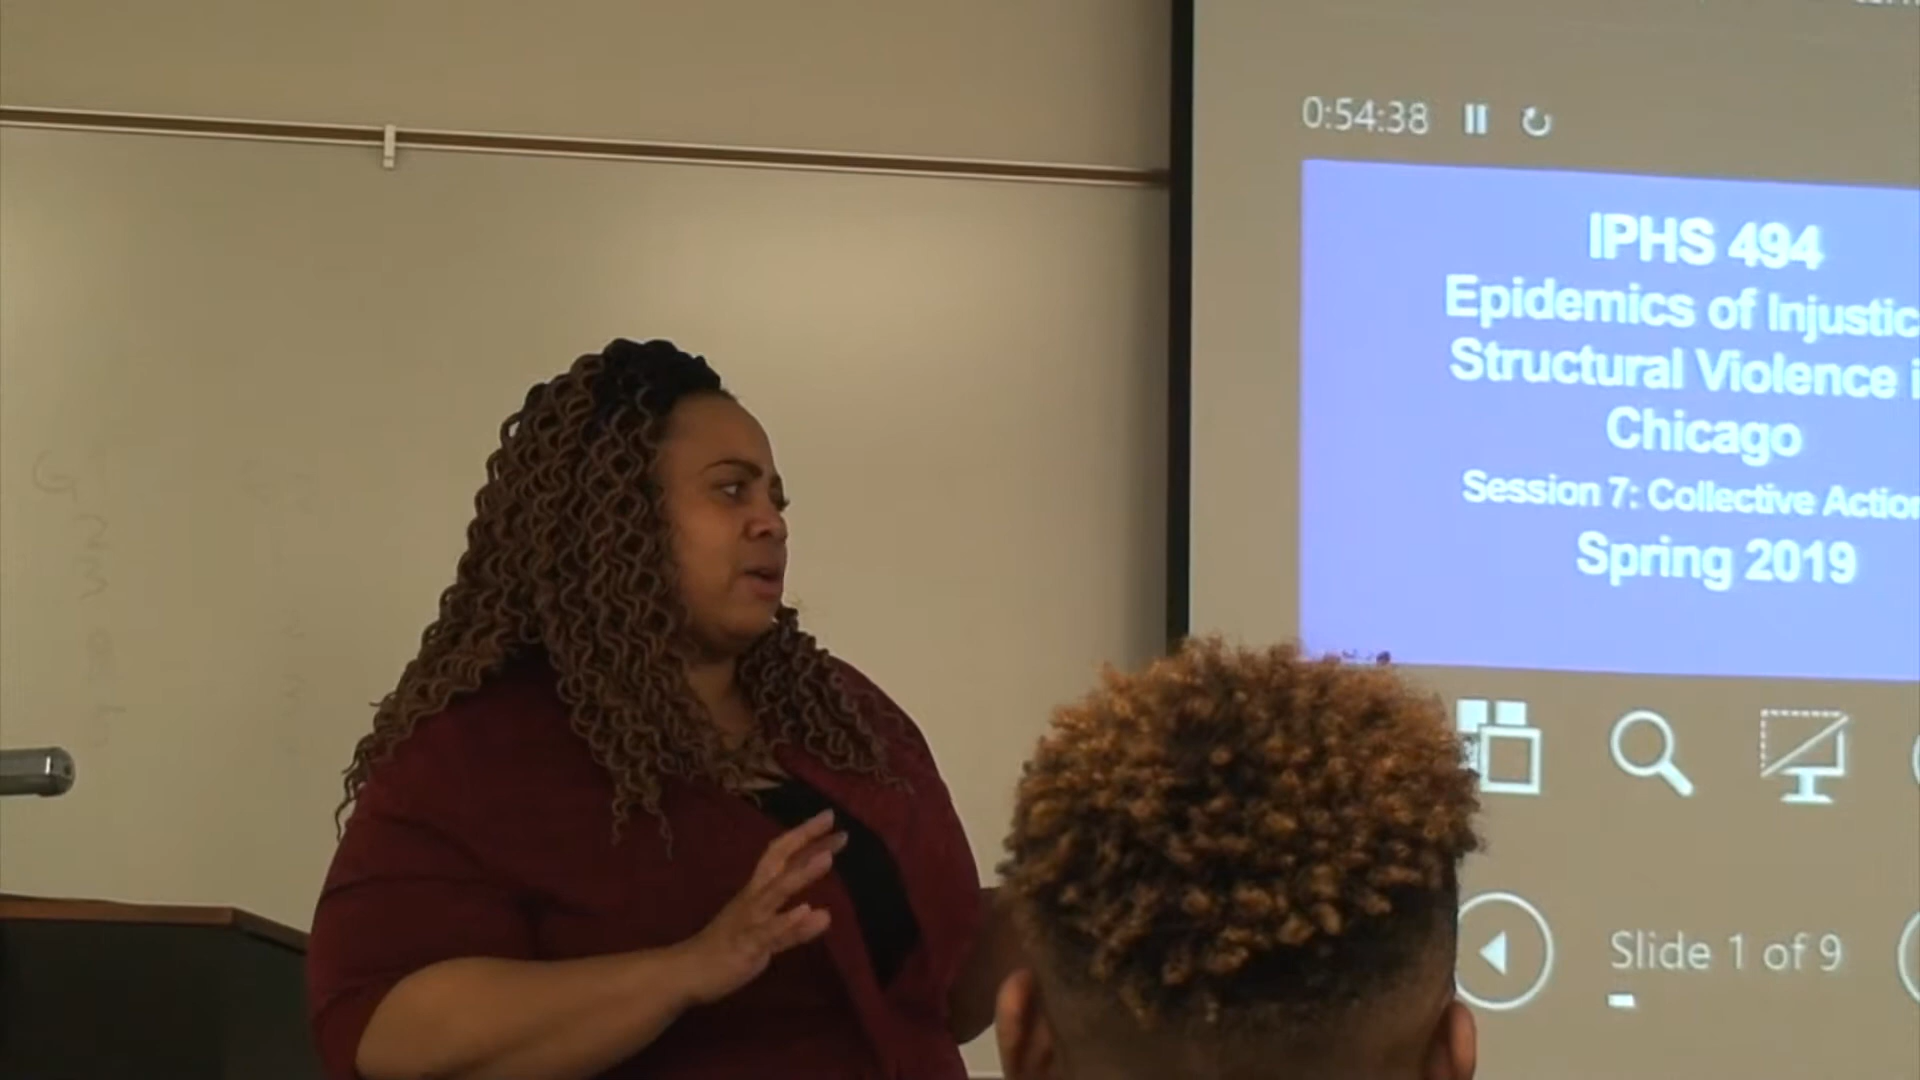 0:54:38
IPHS 494
Epidemics of Injustic
Structural Violence i
Chicago
Session 7: Collective Action
Spring 2019
Slide 1 of 9